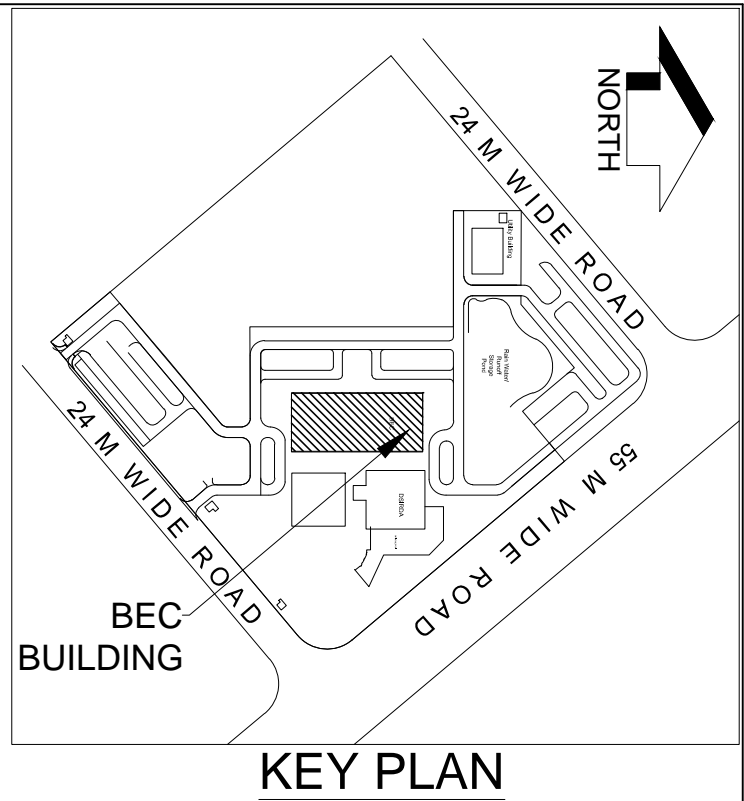 NORTH
24 M WIDE ROAD
Utility Building
Rain Water/
Runoff
Storage
Pond
55 M WIDE ROAD
24 M WIDE ROAD
DSIRDA
BEC
BUILDING
KEY PLAN